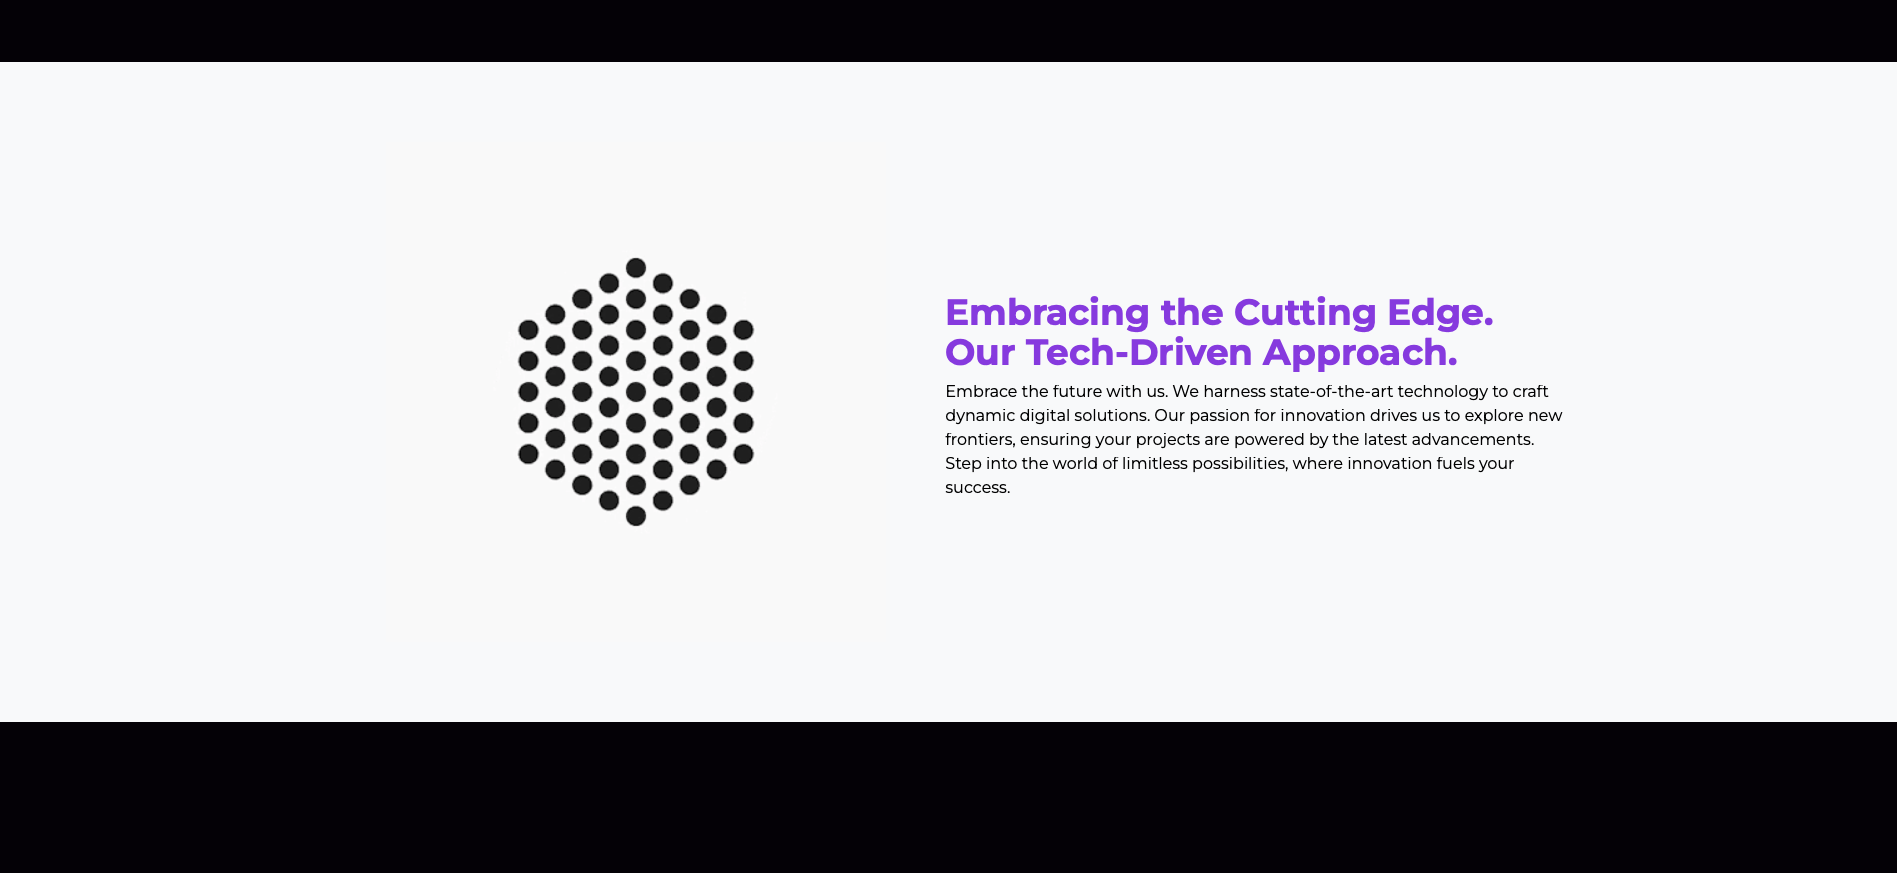 Embracing the Cutting Edge.
Our Tech-Driven Approach.
Embrace the future with us. We harness state-of-the-art technology to craft
dynamic digital solutions. Our passion for innovation drives us to explore new
frontiers, ensuring your projects are powered by the latest advancements.
Step into the world of limitless possibilities, where innovation fuels your
success.